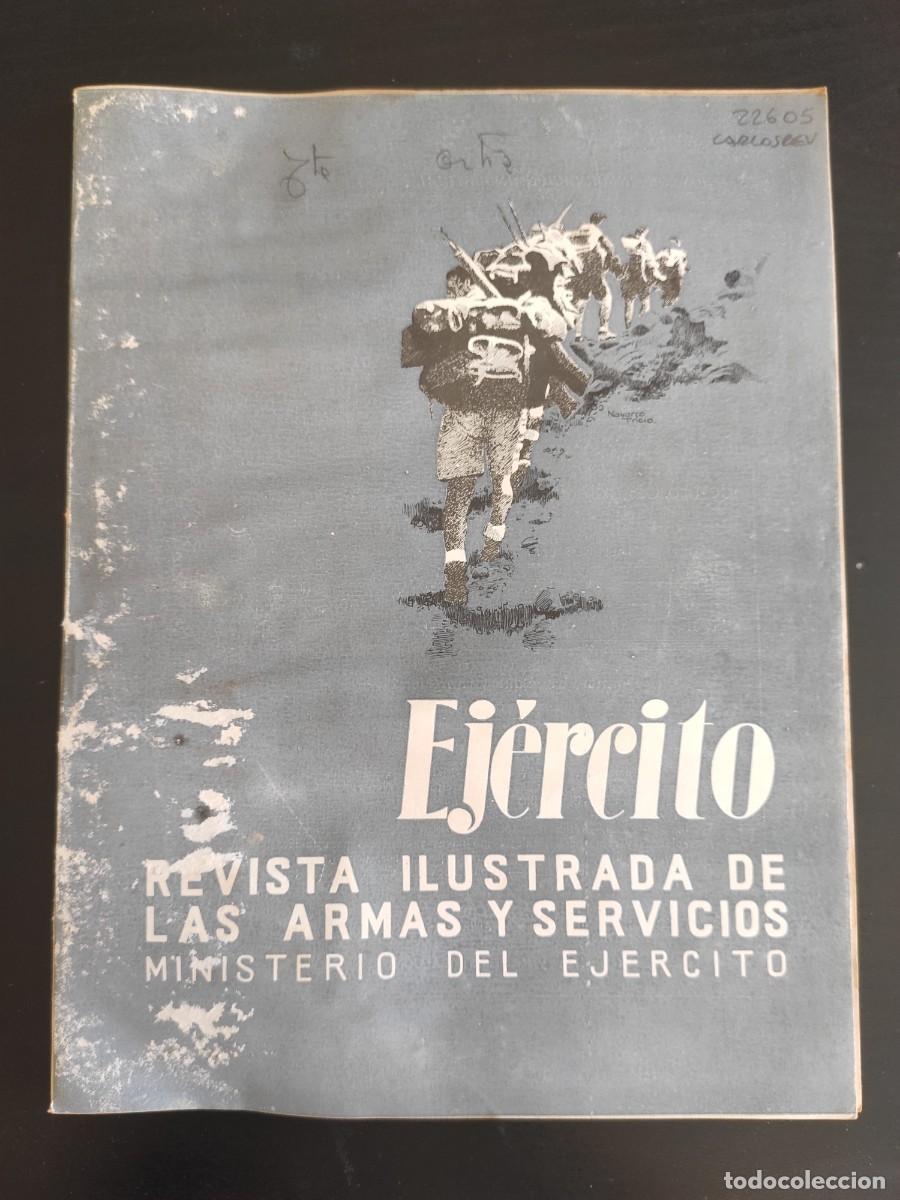 22605
CARLOSREV
Navarro
Ejército
REVISTA ILUSTRADA DE
LAS ARMAS Y SERVICIOS
MINISTERIO DEL EJERCITO
todocoleccion